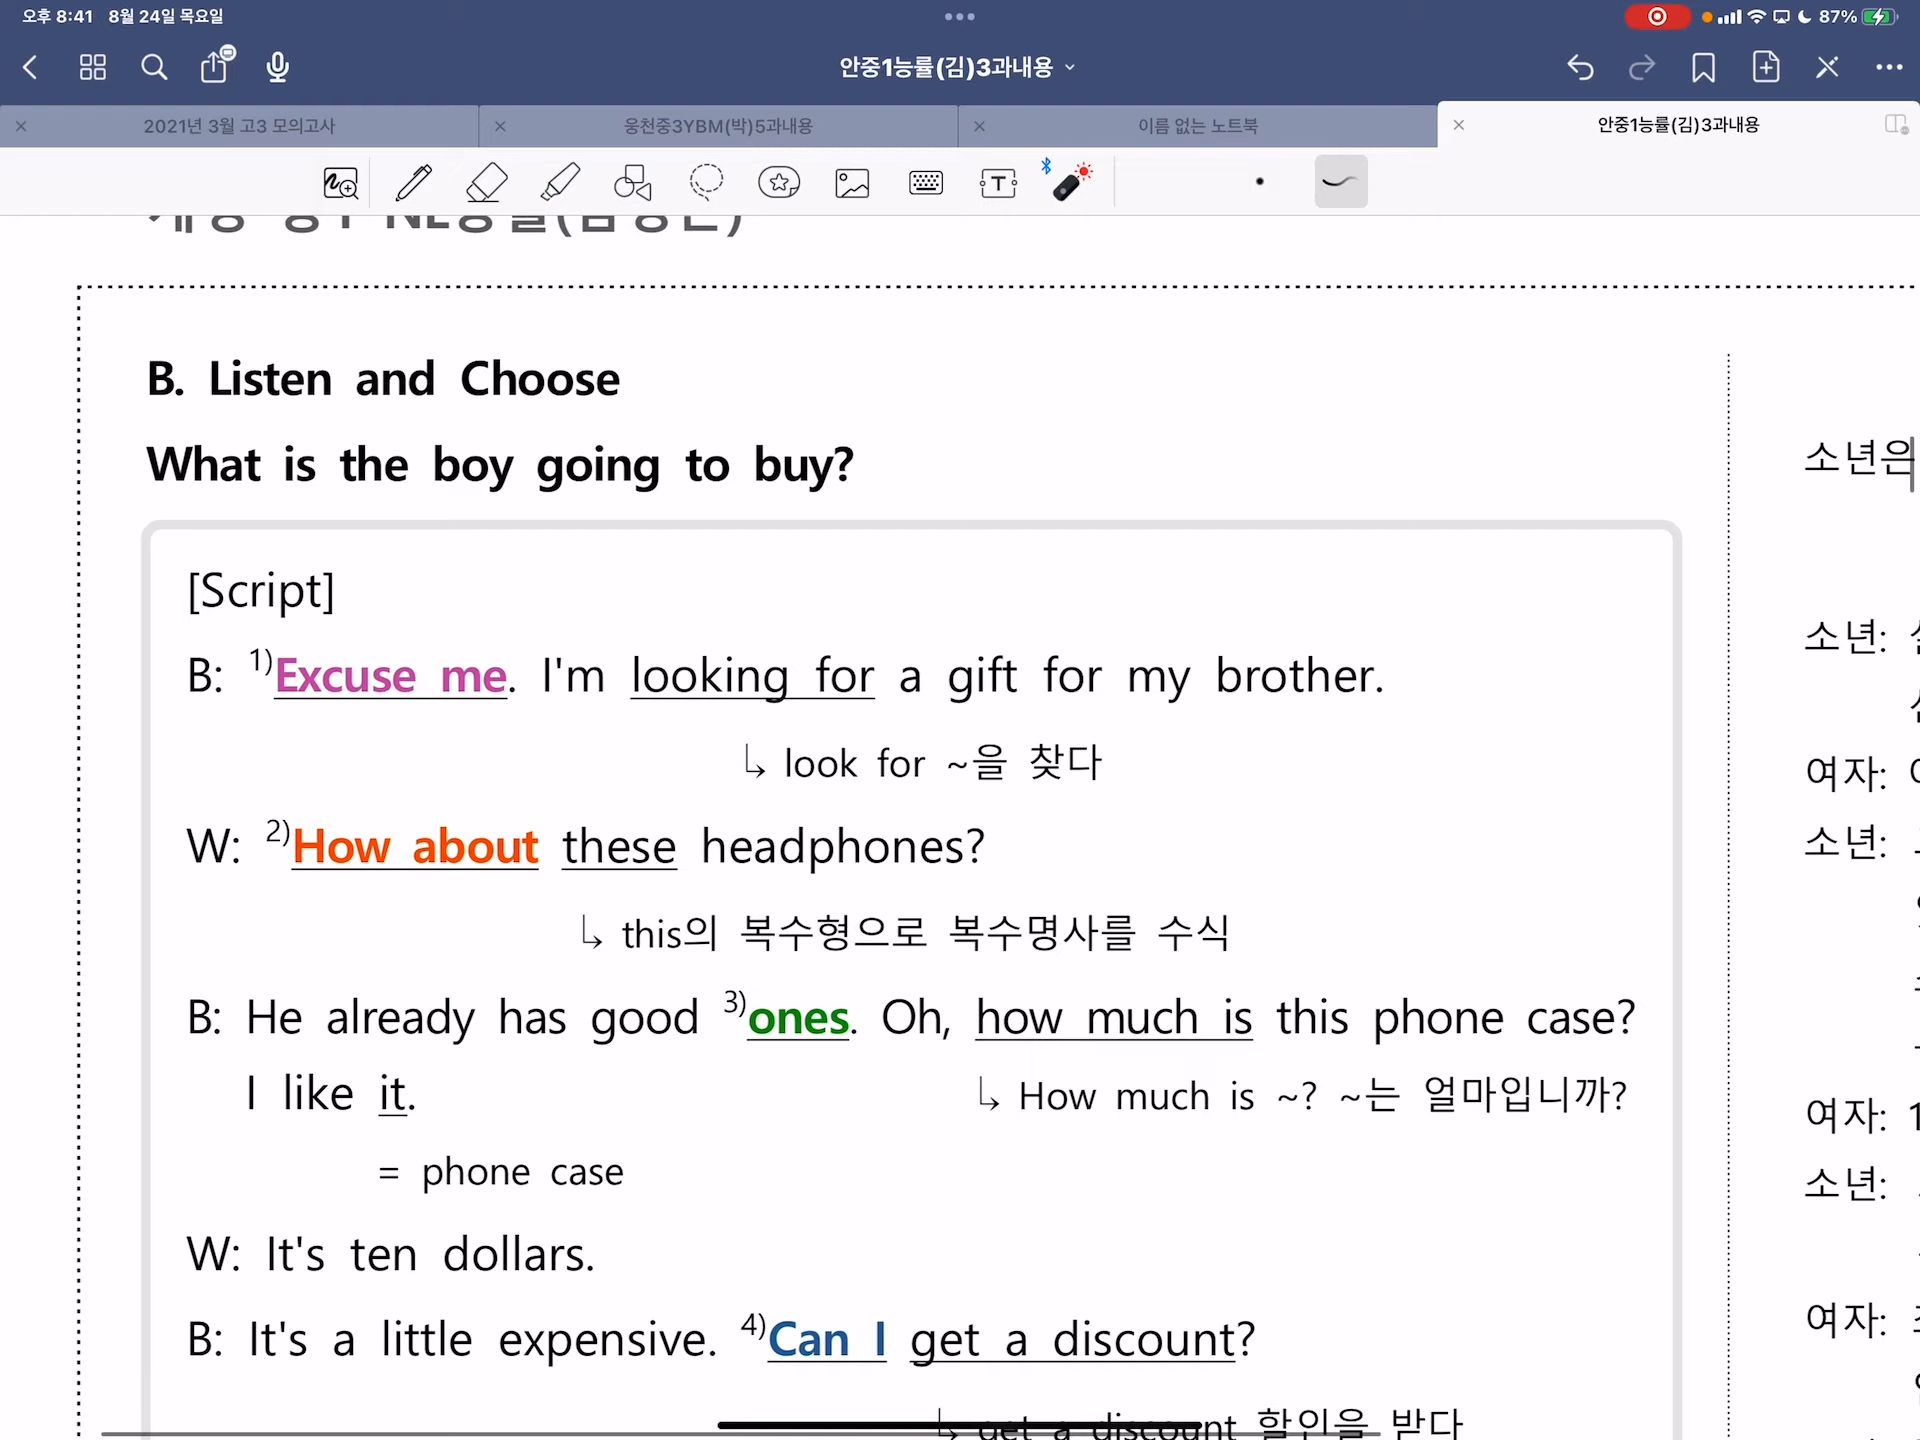 오후 8:41 8월 24일 목요일
87%
안중1능률(김)3과내용
2021년 3월 고3 모의고사
웅천중3YBM(박)5과내용
이름 없는 노트북
안중1능률(김)3과내용
B. Listen and Choose
What is the boy going to buy?
소년은
[Script]
B: 1)Excuse me. I'm looking for a gift for my brother.
소년:
↳ look for ~을 찾다
여자:
W: 2)How about these headphones?
소년:
↳ this의 복수형으로 복수명사를 수식
B: He already has good 3)ones. Oh, how much is this phone case?
I like it.
↳ How much is ~? ~는 얼마입니까?
여자: 1
= phone case
소년:
W: It's ten dollars.
B: It's a little expensive. 4)Can I get a discount?
여자:
↳ get a discount 할인을 받다